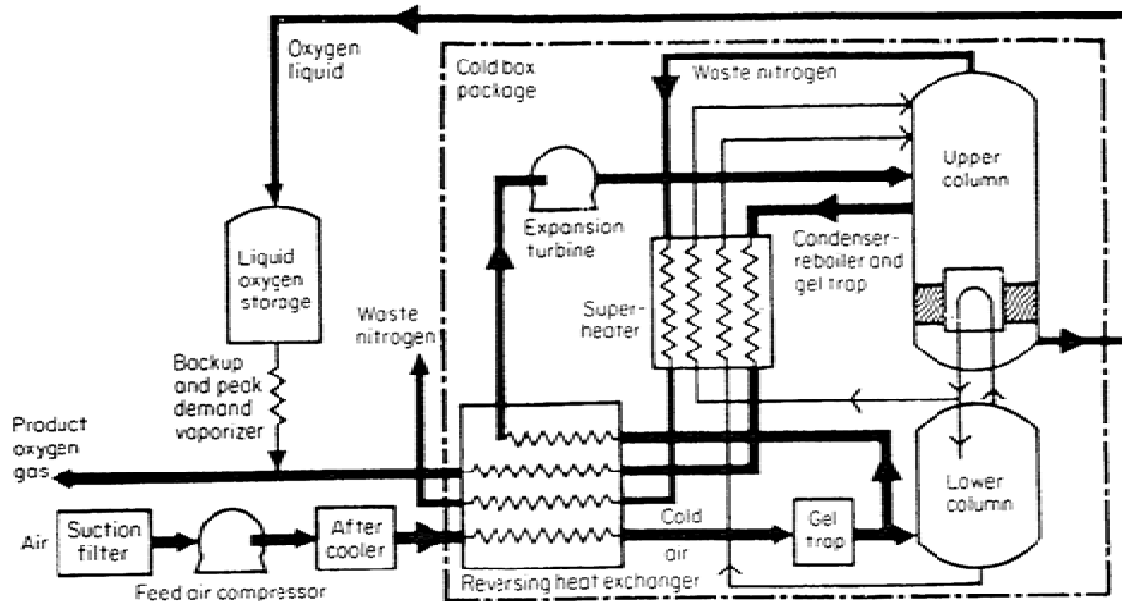 Oxygen
liquid
Cold box
package
Waste nitrogen
Upper
column
Expansion
turbine
Condenser-
reboiler and
gel trap
Liquid
oxygen
storage
Waste
nitrogen
Super-
heater
Backup
and peak
demand
vaporizer
Product
oxygen
gas
Lower
column
Air
Suction
filter
After
cooler
Cold
air
Gel
trap
Feed air compressor
Reversing heat exchanger